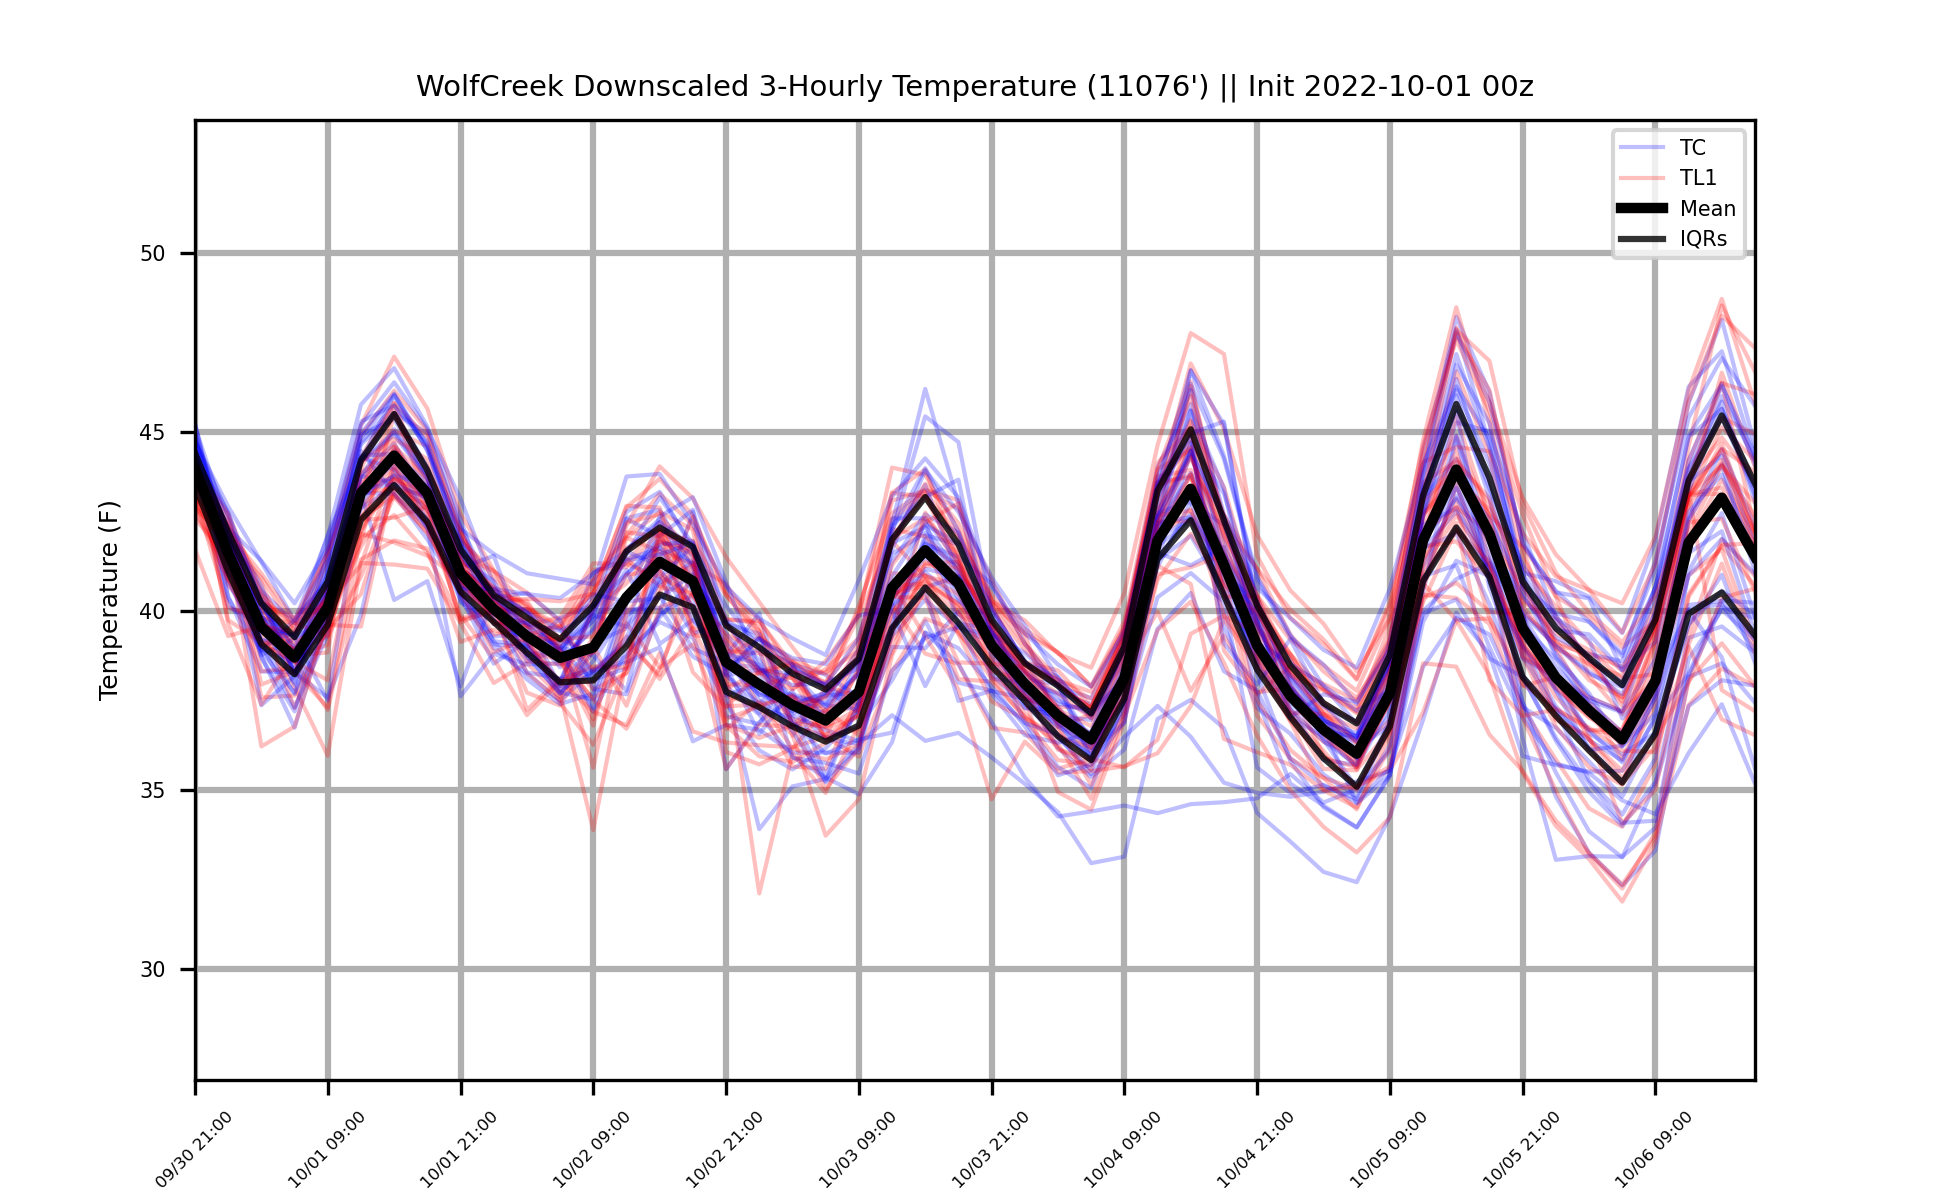 WolfCreek Downscaled 3-Hourly Temperature (11076') || Init 2022-10-01 00z
TC
TL1
Mean
IQRs
Temperature (F)
50
45
40
35
30
09/30 21:00
10/01 09:00
10/01 21:00
10/02 09:00
10/02 21:00
10/03 09:00
10/03 21:00
10/04 09:00
10/04 21:00
10/05 09:00
10/05 21:00
10/06 09:00